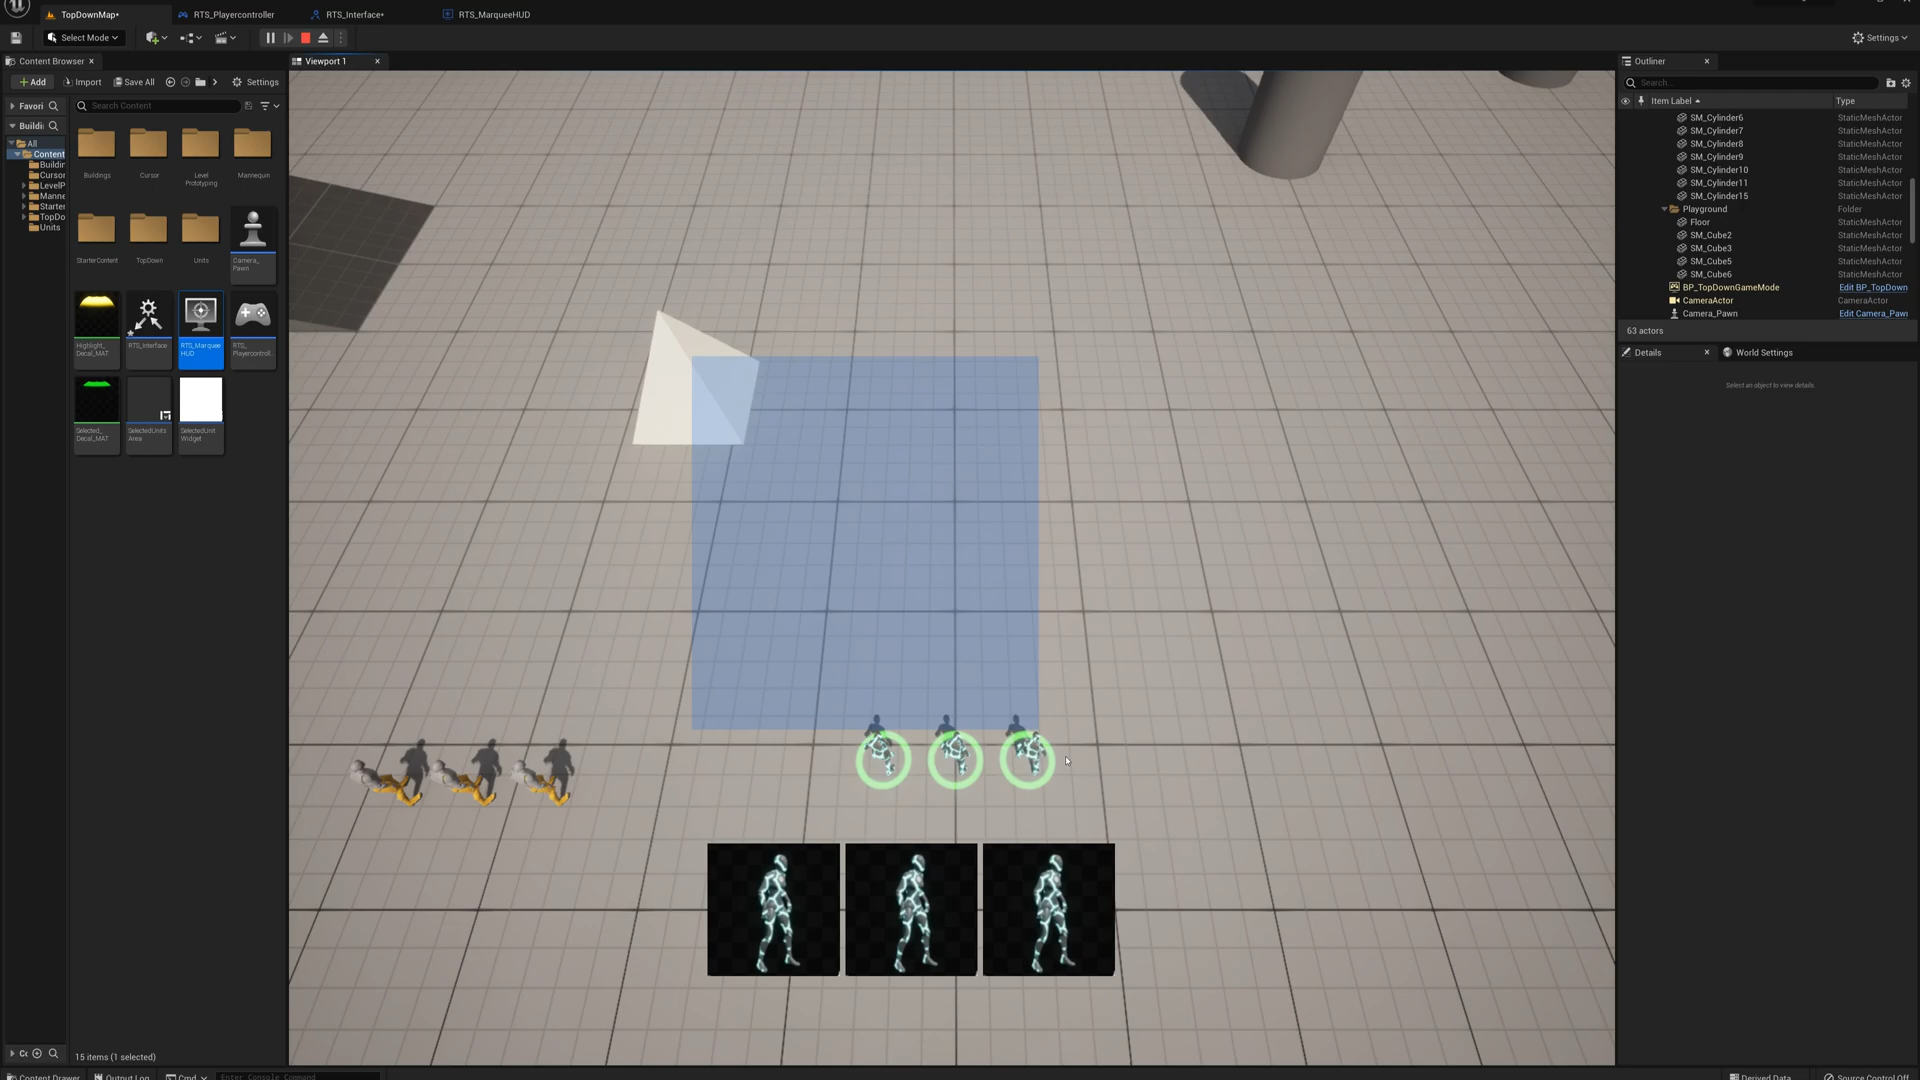 TopDownMap•
RTS_Playercontroller
RTS_Interface•
RTS_MarqueeHUD
Select Mode
Settings
Content Browser
Viewport 1
Outliner
Add
Import
Save All
Settings
Search...
Favori
Search Content
Item Label
Type
Buildi
All
Content
Buildin
Cursor
LevelP
Manne
Starter
TopDo
Units
Buildings
Cursor
Level
Prototyping
Mannequin
StarterContent
TopDown
Units
Camera_
Pawn
Highlight_
Decal_MAT
RTS_Interface
RTS_Marquee
HUD
RTS_
Playercontroll...
Selected_
Decal_MAT
SelectedUnits
Area
SelectedUnit
Widget
SM_Cylinder6
StaticMeshActor
SM_Cylinder7
StaticMeshActor
SM_Cylinder8
StaticMeshActor
SM_Cylinder9
StaticMeshActor
SM_Cylinder10
StaticMeshActor
SM_Cylinder11
StaticMeshActor
SM_Cylinder15
StaticMeshActor
Playground
Folder
Floor
StaticMeshActor
SM_Cube2
StaticMeshActor
SM_Cube3
StaticMeshActor
SM_Cube5
StaticMeshActor
SM_Cube6
StaticMeshActor
BP_TopDownGameMode
Edit BP_TopDown
CameraActor
CameraActor
Camera_Pawn
Edit Camera_Pawn
63 actors
Details
World Settings
Select an object to view details.
15 items (1 selected)
Content Drawer
Output Log
Cmd
Enter Console Command
Derived Data
Source Control Off